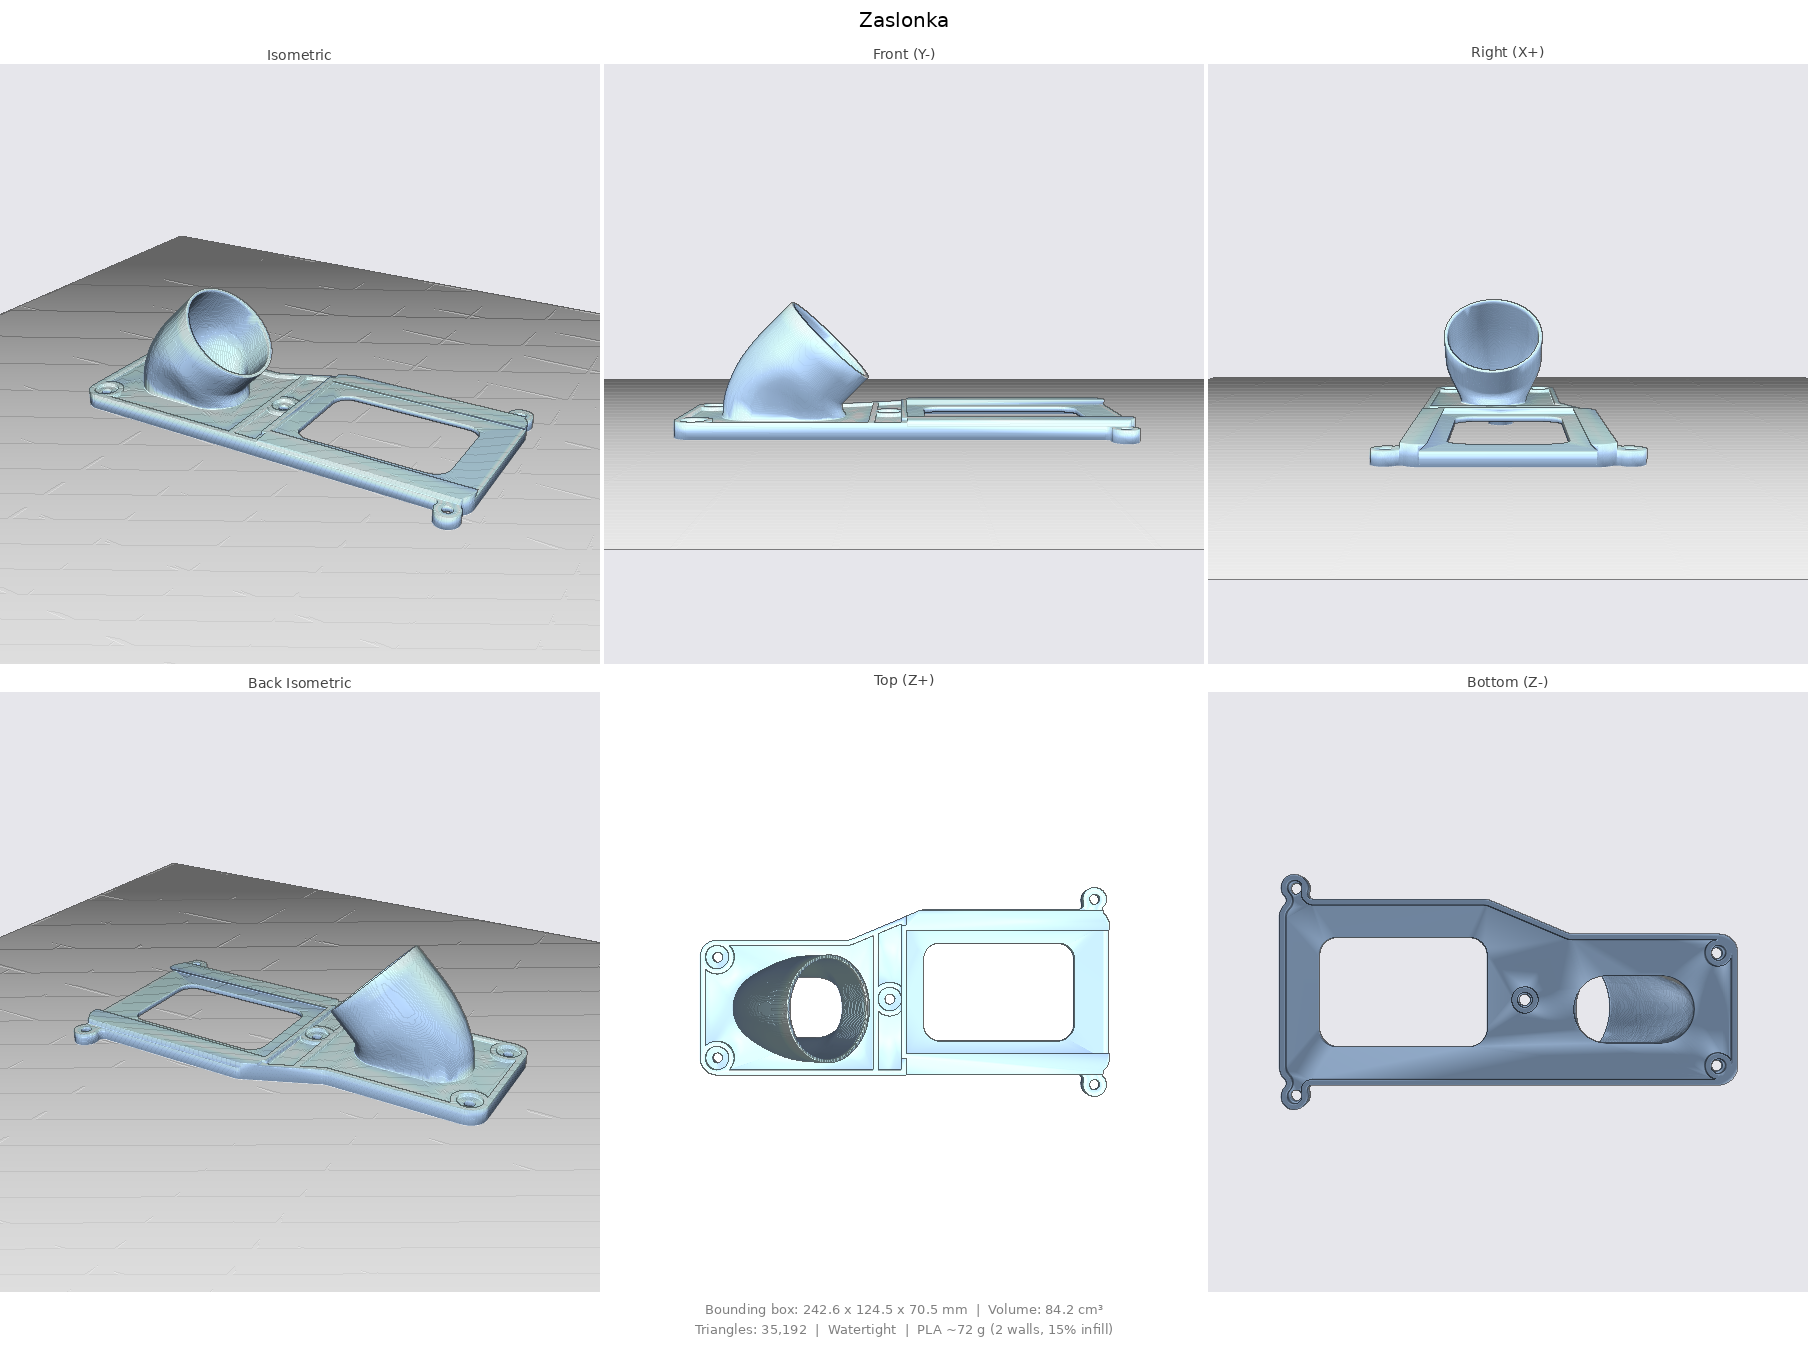 Zaslonka
Isometric
Front (Y-)
Right (X+)
Back Isometric
Top (Z+)
Bottom (Z-)
Bounding box: 242.6 x 124.5 x 70.5 mm | Volume: 84.2 cm³
Triangles: 35,192 | Watertight | PLA ~72 g (2 walls, 15% infill)